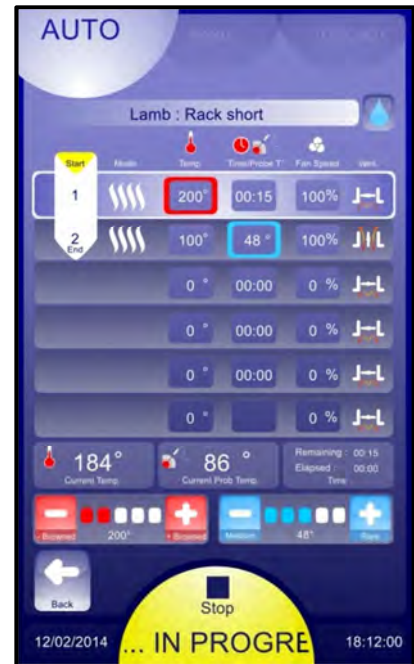 AUTO
Lamb : Rack short
Start Mode Temp Time/Probe T° Fan Speed Vent.
1 200° 00:15 100%
2 100° 48 ° 100%
End
0 ° 00:00 0 %
0 ° 00:00 0 %
0 ° 00:00 0 %
0 ° 0 %
184° 86 ° Remaining : 00:15
Current Temp. Current Prob Temp. Elapsed : 00:00
Time
- Browned 200° + Browned Medium 48° Rare
Back
Stop
12/02/2014 ... IN PROGRE 18:12:00